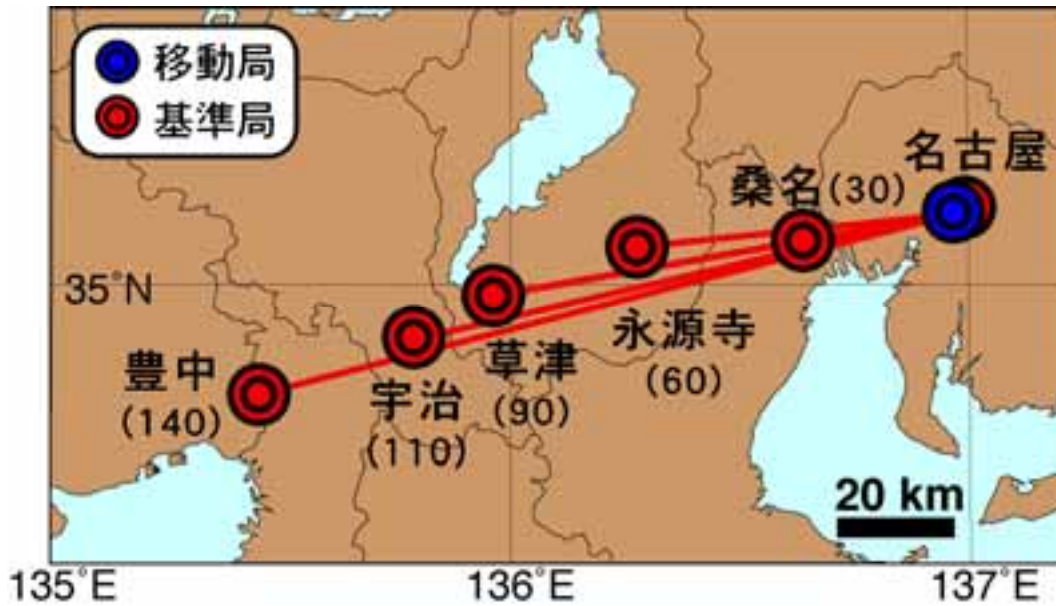 移動局
基準局
名古屋
桑名(30)
35°N
永源寺
(60)
草津
(90)
豊中
(140)
宇治
(110)
20 km
135°E
136°E
137°E